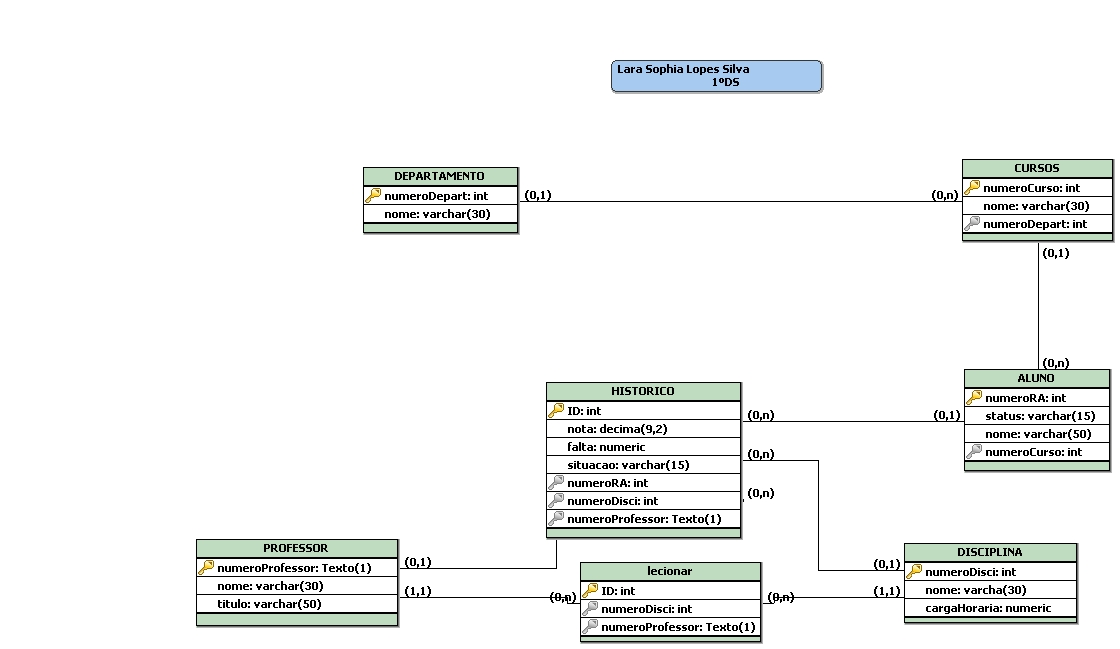 Lara Sophia Lopes Silva
1ºDS
DEPARTAMENTO
numeroDepart: int
nome: varchar(30)
(0,1)
(0,n)
CURSOS
numeroCurso: int
nome: varchar(30)
numeroDepart: int
(0,1)
(0,n)
ALUNO
numeroRA: int
status: varchar(15)
nome: varchar(50)
numeroCurso: int
HISTORICO
ID: int
nota: decima(9,2)
falta: numeric
situacao: varchar(15)
numeroRA: int
numeroDisci: int
numeroProfessor: Texto(1)
(0,n)
(0,1)
(0,n)
(0,n)
PROFESSOR
numeroProfessor: Texto(1)
nome: varchar(30)
titulo: varchar(50)
(0,1)
(1,1)
(0,n)
lecionar
ID: int
numeroDisci: int
numeroProfessor: Texto(1)
(0,n)
(0,1)
(1,1)
DISCIPLINA
numeroDisci: int
nome: varcha(30)
cargaHoraria: numeric